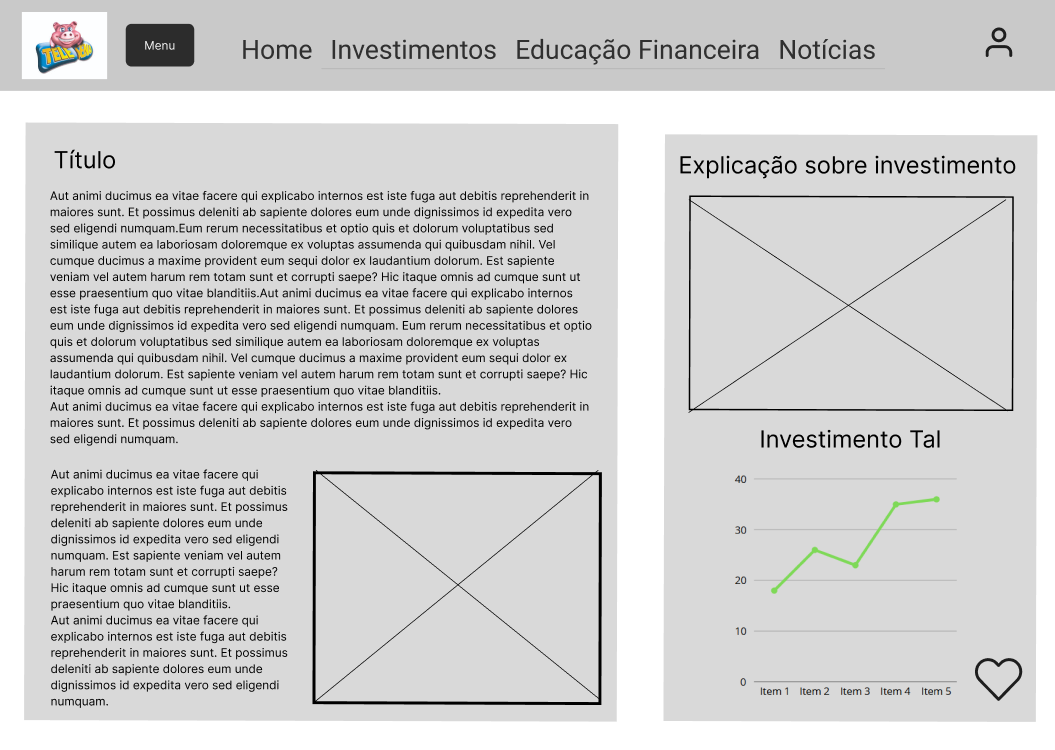 Menu
Home Investimentos Educação Financeira Notícias
Título
Aut animi ducimus ea vitae facere qui explicabo internos est iste fuga aut debitis reprehenderit in
maiores sunt. Et possimus deleniti ab sapiente dolores eum unde dignissimos id expedita vero
sed eligendi numquam.Eum rerum necessitatibus et optio quis et dolorum voluptatibus sed
similique autem ea laboriosam doloremque ex voluptas assumenda qui quibusdam nihil. Vel
cumque ducimus a maxime provident eum sequi dolor ex laudantium dolorum. Est sapiente
veniam vel autem harum rem totam sunt et corrupti saepe? Hic itaque omnis ad cumque sunt ut
esse praesentium quo vitae blanditiis.Aut animi ducimus ea vitae facere qui explicabo internos
est iste fuga aut debitis reprehenderit in maiores sunt. Et possimus deleniti ab sapiente dolores
eum unde dignissimos id expedita vero sed eligendi numquam. Eum rerum necessitatibus et optio
quis et dolorum voluptatibus sed similique autem ea laboriosam doloremque ex voluptas
assumenda qui quibusdam nihil. Vel cumque ducimus a maxime provident eum sequi dolor ex
laudantium dolorum. Est sapiente veniam vel autem harum rem totam sunt et corrupti saepe? Hic
itaque omnis ad cumque sunt ut esse praesentium quo vitae blanditiis.
Aut animi ducimus ea vitae facere qui explicabo internos est iste fuga aut debitis reprehenderit in
maiores sunt. Et possimus deleniti ab sapiente dolores eum unde dignissimos id expedita vero
sed eligendi numquam.
Aut animi ducimus ea vitae facere qui
explicabo internos est iste fuga aut debitis
reprehenderit in maiores sunt. Et possimus
deleniti ab sapiente dolores eum unde
dignissimos id expedita vero sed eligendi
numquam. Est sapiente veniam vel autem
harum rem totam sunt et corrupti saepe?
Hic itaque omnis ad cumque sunt ut esse
praesentium quo vitae blanditiis.
Aut animi ducimus ea vitae facere qui
explicabo internos est iste fuga aut debitis
reprehenderit in maiores sunt. Et possimus
deleniti ab sapiente dolores eum unde
dignissimos id expedita vero sed eligendi
numquam.
Explicação sobre investimento
Investimento Tal
40
30
20
10
0
Item 1 Item 2 Item 3 Item 4 Item 5